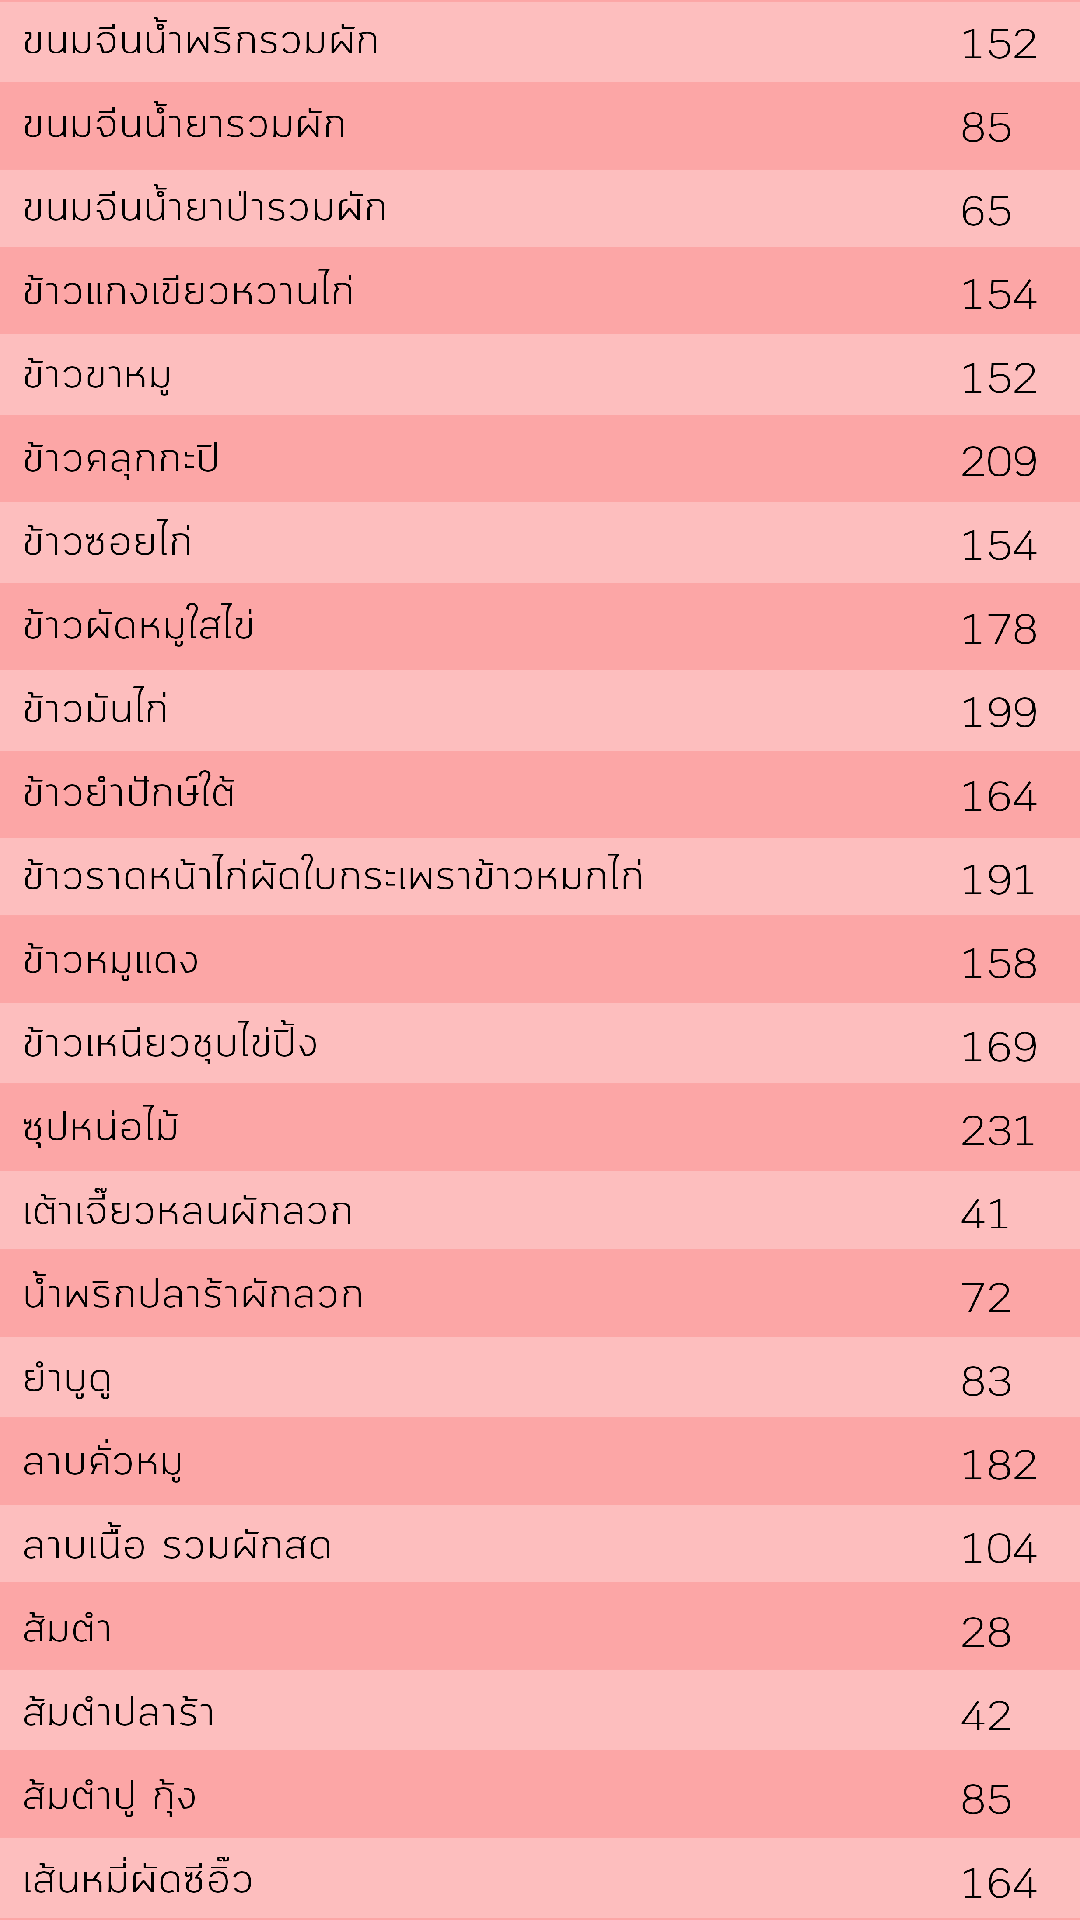 ขนมจีนน้ำพริกรวมผัก 152
ขนมจีนน้ำยารวมผัก 85
ขนมจีนน้ำยาป่ารวมผัก 65
ข้าวแกงเขียวหวานไก่ 154
ข้าวขาหมู 152
ข้าวคลุกกะปิ 209
ข้าวซอยไก่ 154
ข้าวผัดหมูใสไข่ 178
ข้าวมันไก่ 199
ข้าวยำปักษ์ใต้ 164
ข้าวราดหน้าไก่ผัดใบกระเพราข้าวหมกไก่ 191
ข้าวหมูแดง 158
ข้าวเหนียวชุบไข่ปิ้ง 169
ซุปหน่อไม้ 231
เต้าเจี๊ยวหลนผักลวก 41
น้ำพริกปลาร้าผักลวก 72
ยำบูดู 83
ลาบคั่วหมู 182
ลาบเนื้อ รวมผักสด 104
ส้มตำ 28
ส้มตำปลาร้า 42
ส้มตำปู กุ้ง 85
เส้นหมี่ผัดซีอิ๊ว 164